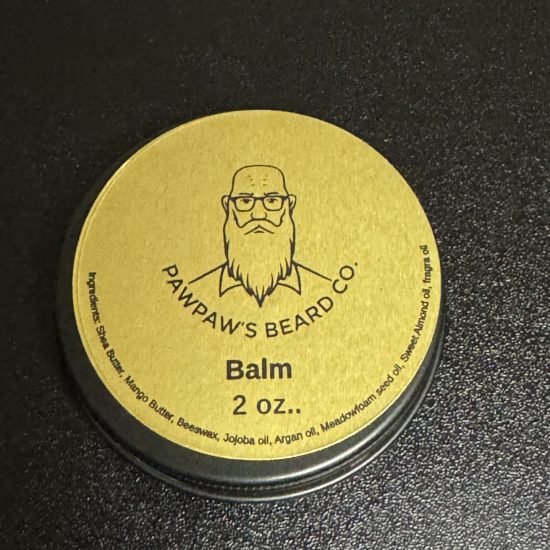 PAWPAW'S BEARD CO.
Balm
2 oz..
Ingredients: Shea Butter, Mango Butter, Beeswax, Jojoba oil, Argan oil, Meadowfoam seed oil, Sweet Almond oil, fragra oil